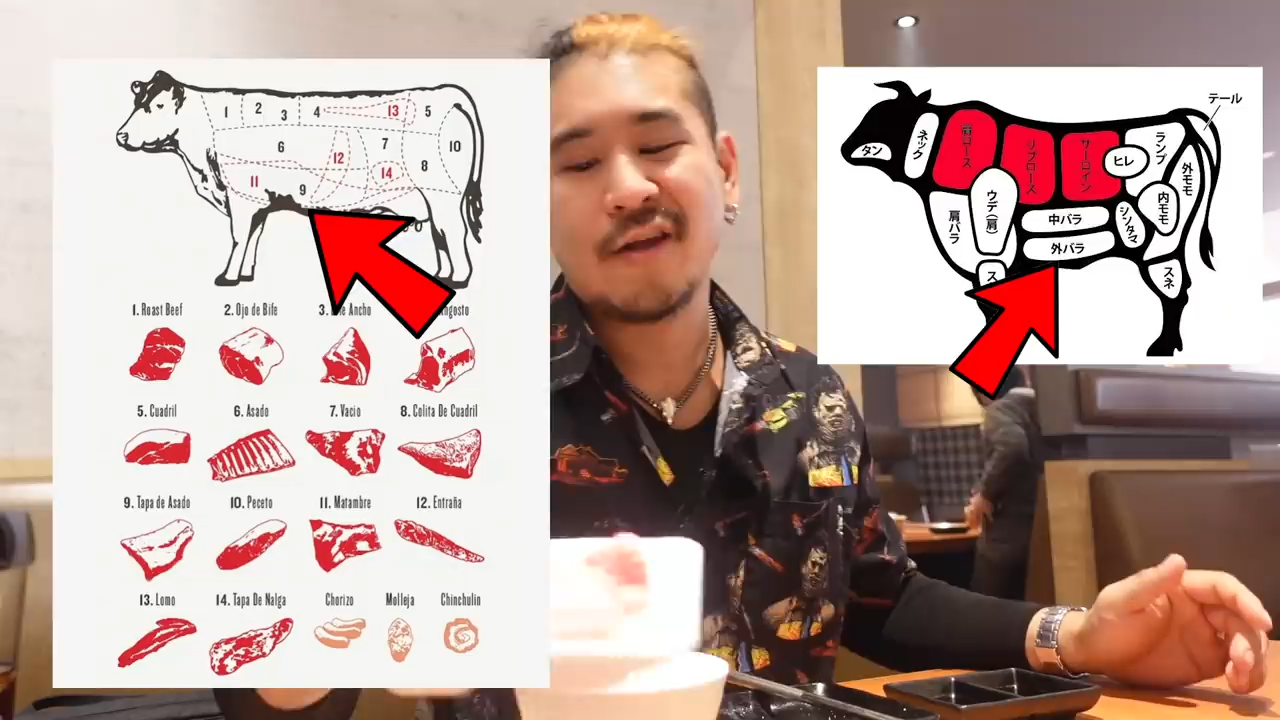 1 2 3 4 13 5
6 12 7 8 10
11 9 14
1. Roast Beef 2. Ojo de Bife
5. Cuadril 6. Asado 7. Vacio 8. Colita De Cuadril
9. Tapa de Asado 10. Peceto 11. Matambre 12. Entraña
13. Lomo 14. Tapa De Nalga Chorizo Molleja Chinchulin
テール
タン
ネック
肩ロース
リブロース
サーロイン
ヒレ
ランプ
外モモ
内モモ
シンタマ
肩バラ
ウデ(肩)
中バラ
外バラ
スネ